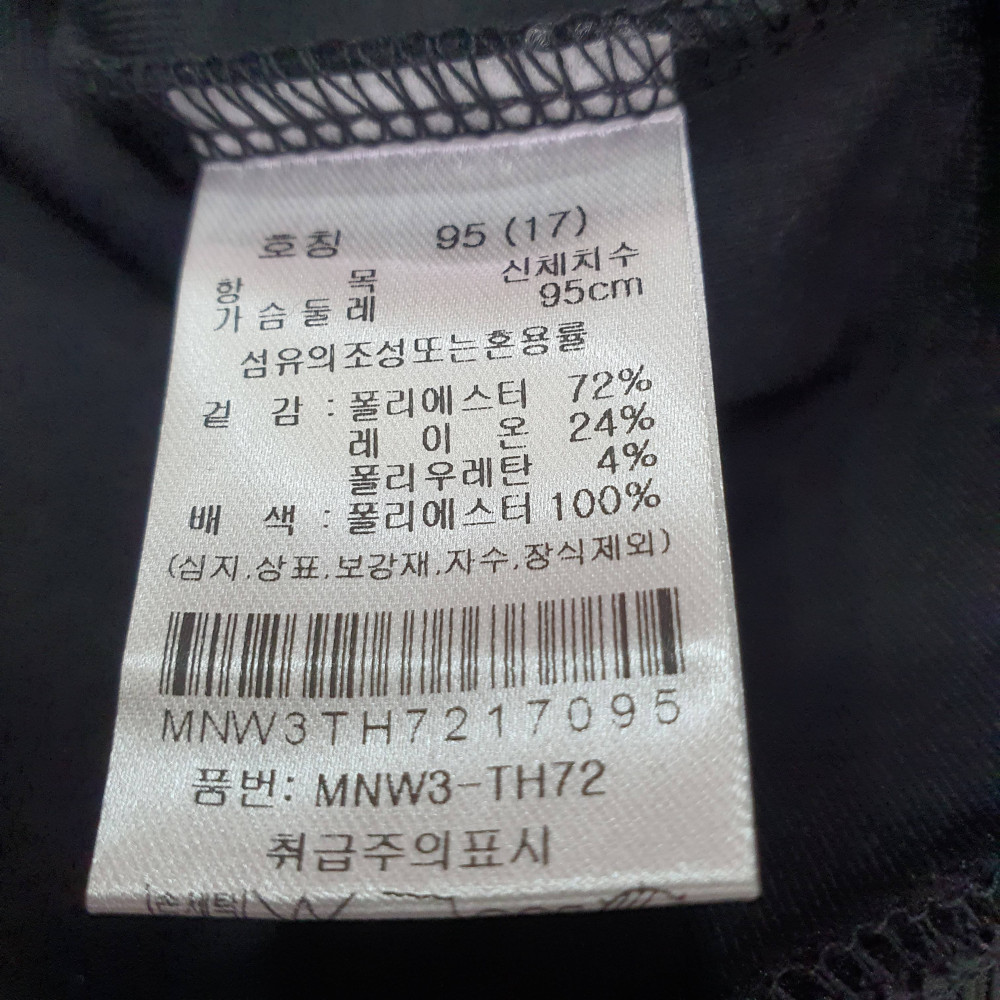 호칭 95 (17)
항 목 신체치수
가슴둘레 95cm
섬유의조성또는혼용률
겉 감 : 폴리에스터 72%
레 이 온 24%
폴리우레탄 4%
배 색 : 폴리에스터 100%
(심지,상표,보강재,자수,장식제외)
MNW3TH7217095
품번: MNW3-TH72
취급주의표시
손세탁